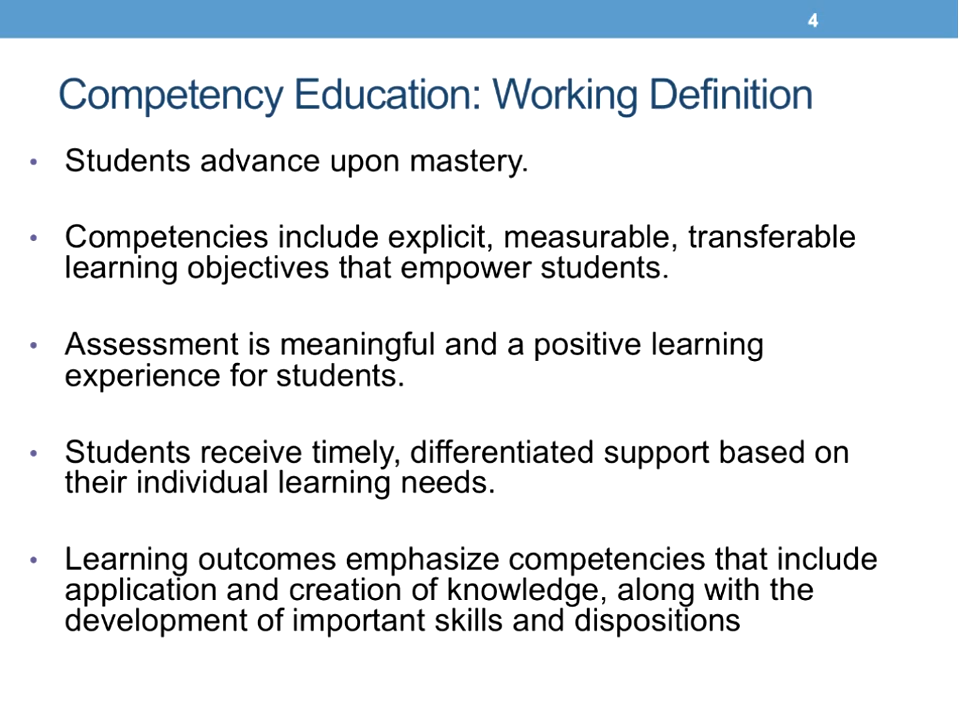 4
Competency Education: Working Definition
• Students advance upon mastery.
• Competencies include explicit, measurable, transferable
learning objectives that empower students.
• Assessment is meaningful and a positive learning
experience for students.
• Students receive timely, differentiated support based on
their individual learning needs.
• Learning outcomes emphasize competencies that include
application and creation of knowledge, along with the
development of important skills and dispositions